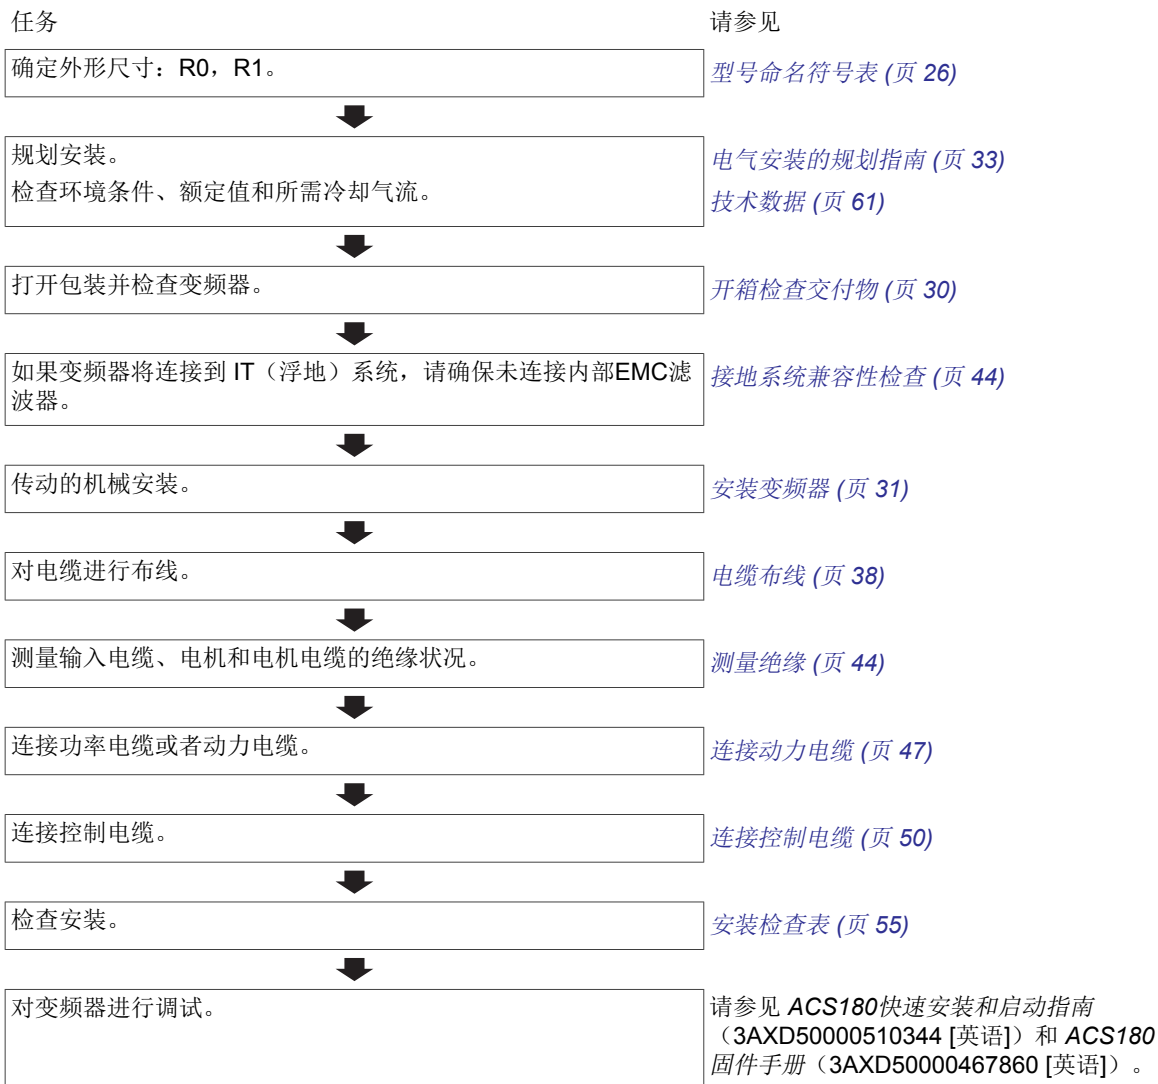 任务
请参见
确定外形尺寸：R0，R1。
型号命名符号表 (页 26)
规划安装。
检查环境条件、额定值和所需冷却气流。
电气安装的规划指南 (页 33)
技术数据 (页 61)
打开包装并检查变频器。
开箱检查交付物 (页 30)
如果变频器将连接到 IT（浮地）系统，请确保未连接内部EMC滤
波器。
接地系统兼容性检查 (页 44)
传动的机械安装。
安装变频器 (页 31)
对电缆进行布线。
电缆布线 (页 38)
测量输入电缆、电机和电机电缆的绝缘状况。
测量绝缘 (页 44)
连接功率电缆或者动力电缆。
连接动力电缆 (页 47)
连接控制电缆。
连接控制电缆 (页 50)
检查安装。
安装检查表 (页 55)
对变频器进行调试。
请参见 ACS180快速安装和启动指南
（3AXD50000510344 [英语]）和 ACS180
固件手册（3AXD50000467860 [英语]）。